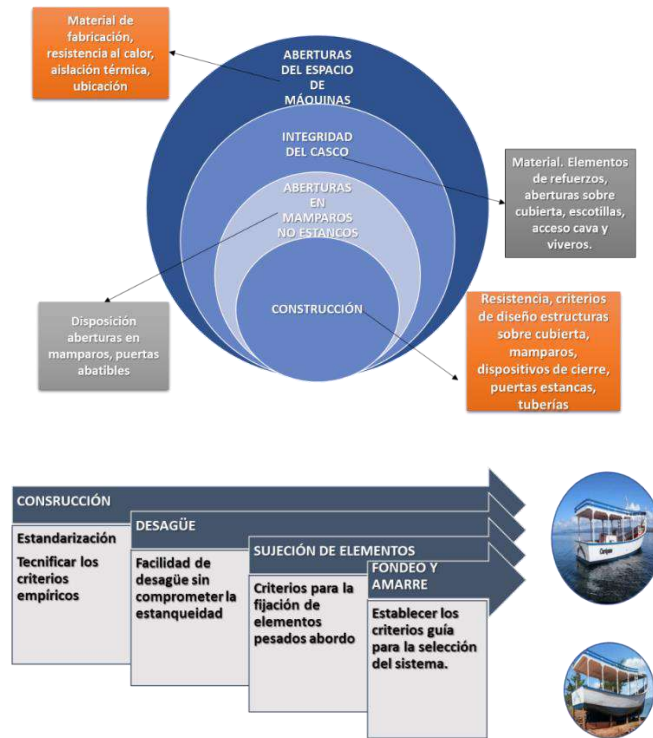 Material de
fabricación,
resistencia al calor,
aislación térmica,
ubicación
ABERTURAS
DEL ESPACIO
DE
MÁQUINAS
INTEGRIDAD
DEL CASCO
Material. Elementos
de refuerzos,
aberturas sobre
cubierta, escotillas,
acceso cava y
viveros.
ABERTURAS
EN
MAMPAROS
NO ESTANCOS
CONSTRUCCIÓN
Disposición
aberturas en
mamparos, puertas
abatibles
Resistencia, criterios
de diseño estructuras
sobre cubierta,
mamparos,
dispositivos de cierre,
puertas estancas,
tuberías
CONSRUCCIÓN
Estandarización
Tecnificar los
criterios
empíricos
DESAGÜE
Facilidad de
desagüe sin
comprometer la
estanqueidad
SUJECIÓN DE ELEMENTOS
Criterios para la
fijación de
elementos
pesados abordo
FONDEO Y
AMARRE
Establecer los
criterios guía
para la selección
del sistema.